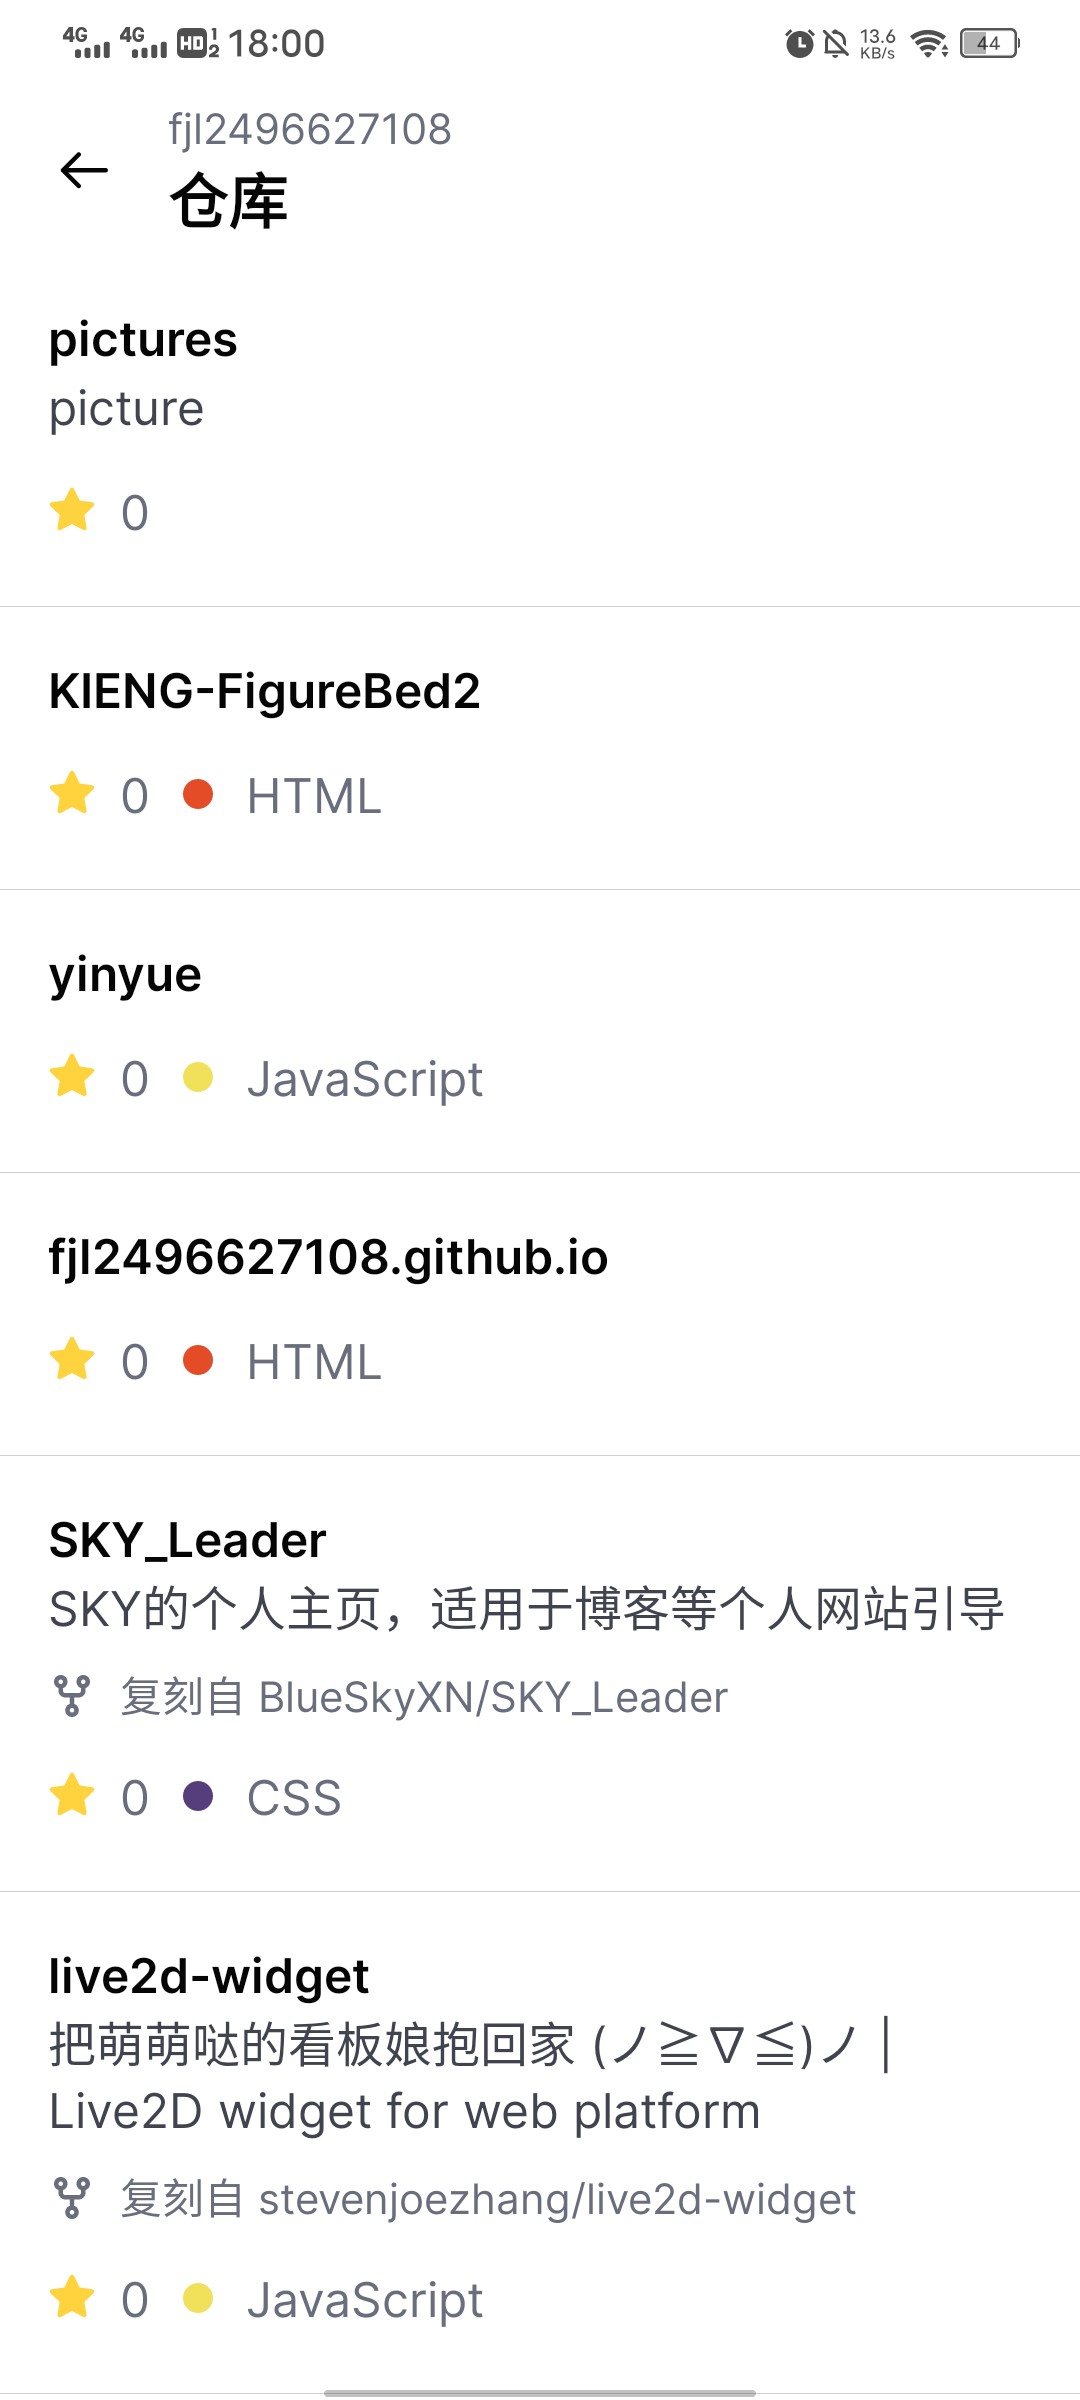 4G 4G HD 1 2 18:00 13.6 KB/s 44
fjl2496627108
仓库
pictures
picture
0
KIENG-FigureBed2
0 HTML
yinyue
0 JavaScript
fjl2496627108.github.io
0 HTML
SKY_Leader
SKY的个人主页，适用于博客等个人网站引导
复刻自 BlueSkyXN/SKY_Leader
0 CSS
live2d-widget
把萌萌哒的看板娘抱回家 (ノ≧∇≦)ノ |
Live2D widget for web platform
复刻自 stevenjoezhang/live2d-widget
0 JavaScript